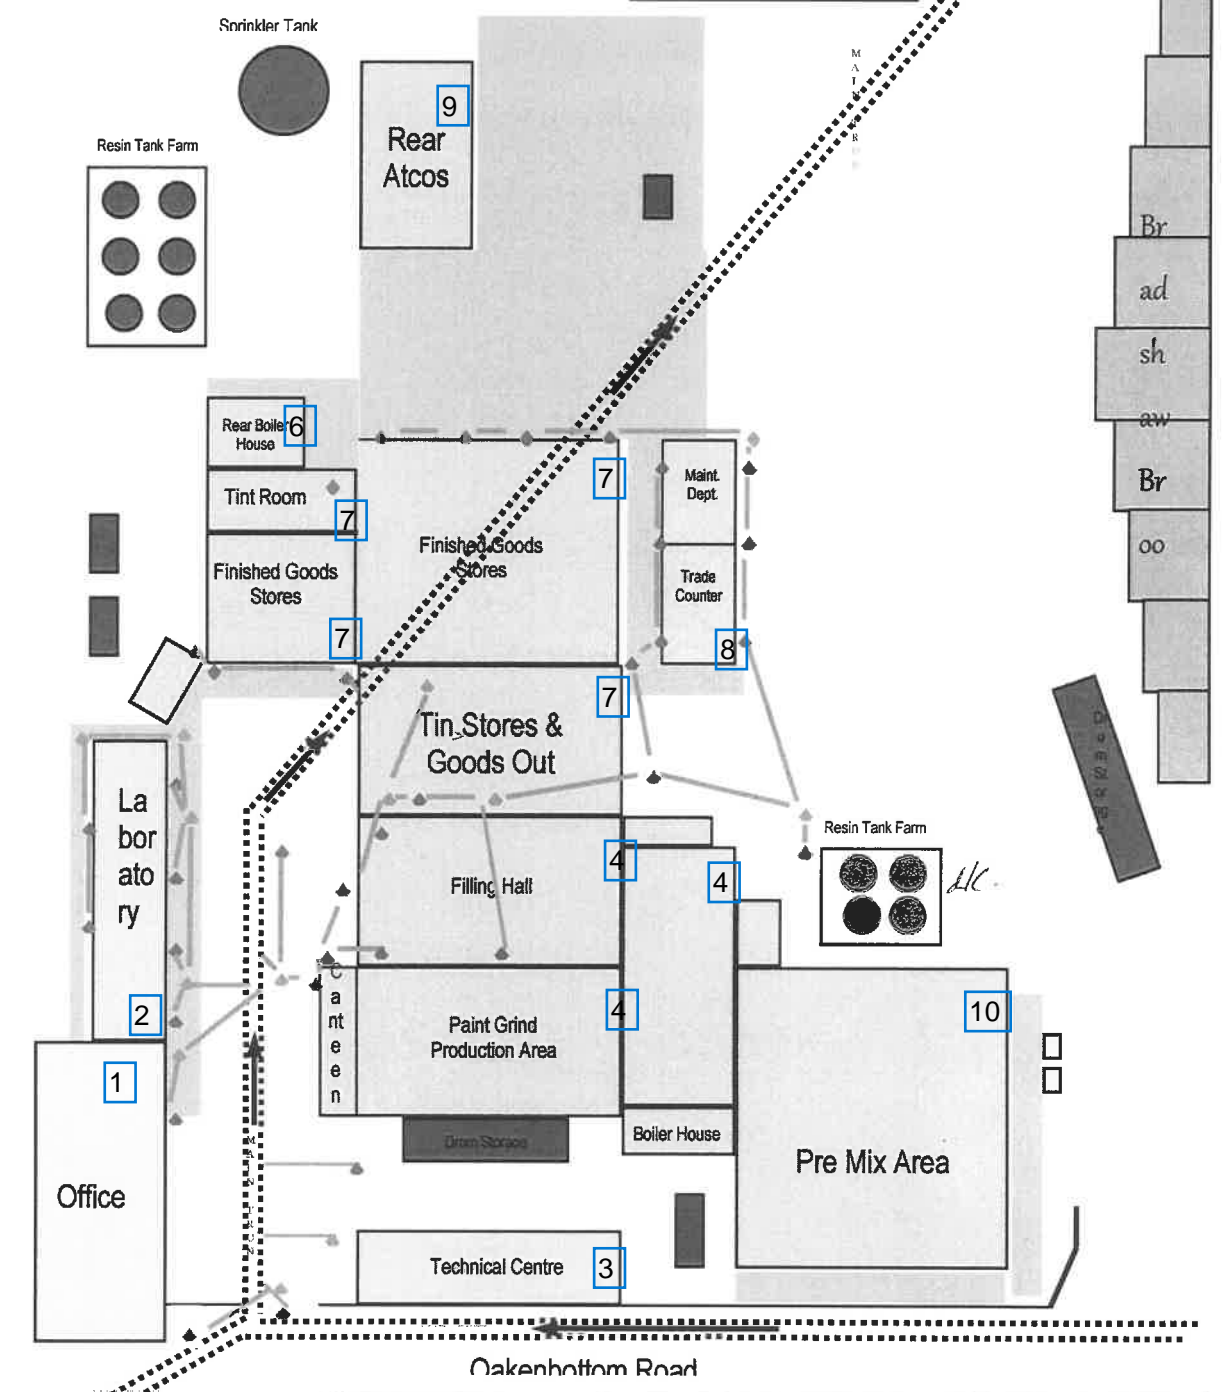 Sprinkler Tank
9
Rear
Atcos
Resin Tank Farm
M
A
I
N
R
Br
ad
sh
aw
Br
oo
Rear Boiler
House
6
Tint Room
7
Finished Goods
Stores
7
Finished Goods
Stores
7
Maint.
Dept.
Trade
Counter
8
Tin Stores &
Goods Out
7
La
bor
ato
ry
2
Filling Hall
4
4
Resin Tank Farm
C
a
nt
e
e
n
Paint Grind
Production Area
4
10
1
Office
Drum Storage
Boiler House
Pre Mix Area
Technical Centre
3
Oakenbottom Road